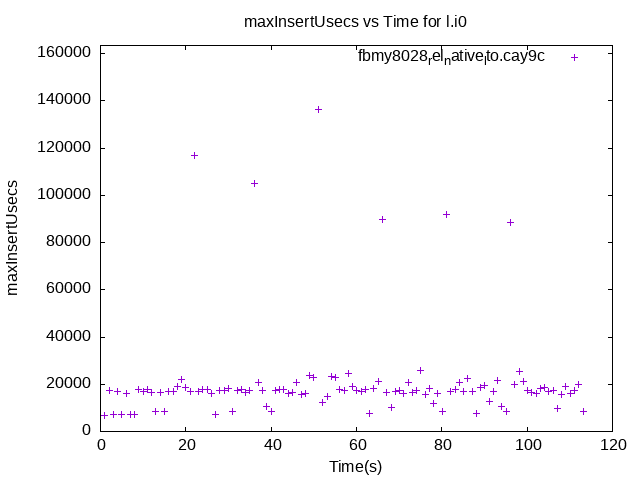 maxInsertUsecs vs Time for l.i0
fbmy8028relnativelto.cay9c
160000
140000
120000
100000
80000
60000
40000
20000
0
maxInsertUsecs
0 20 40 60 80 100 120
Time(s)